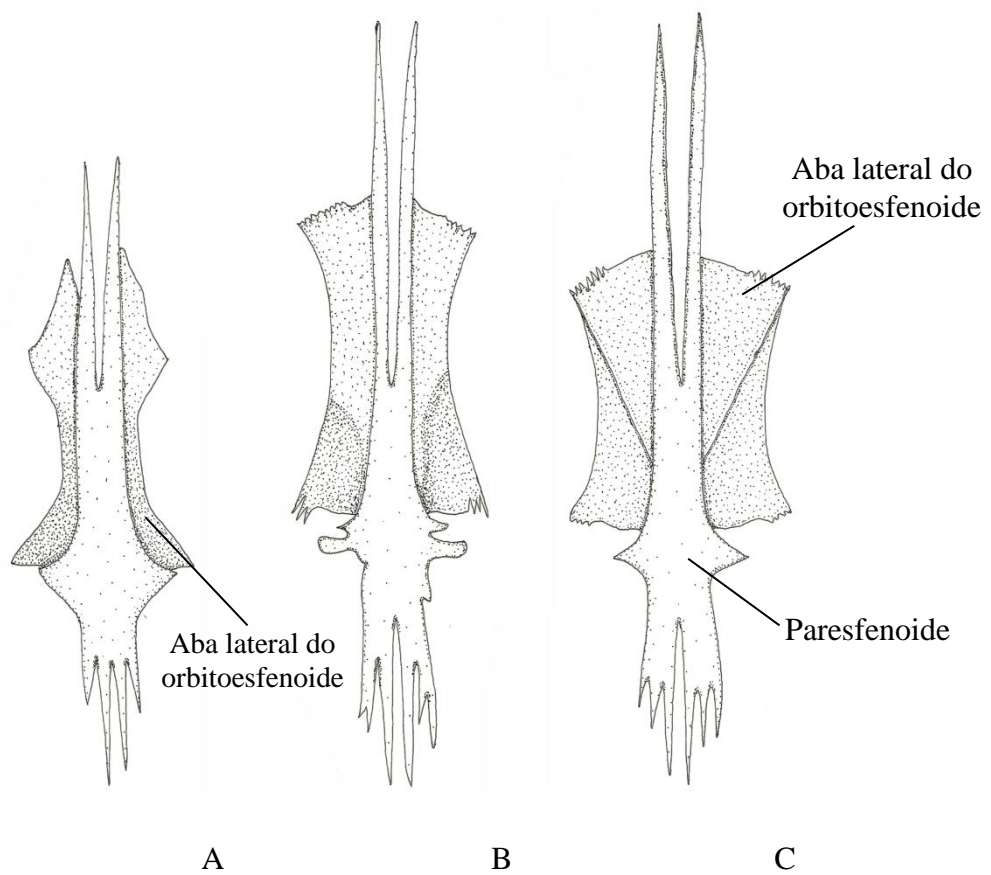 Aba lateral do
orbitoesfenoide
Aba lateral do
orbitoesfenoide
Paresfenoide
A
B
C